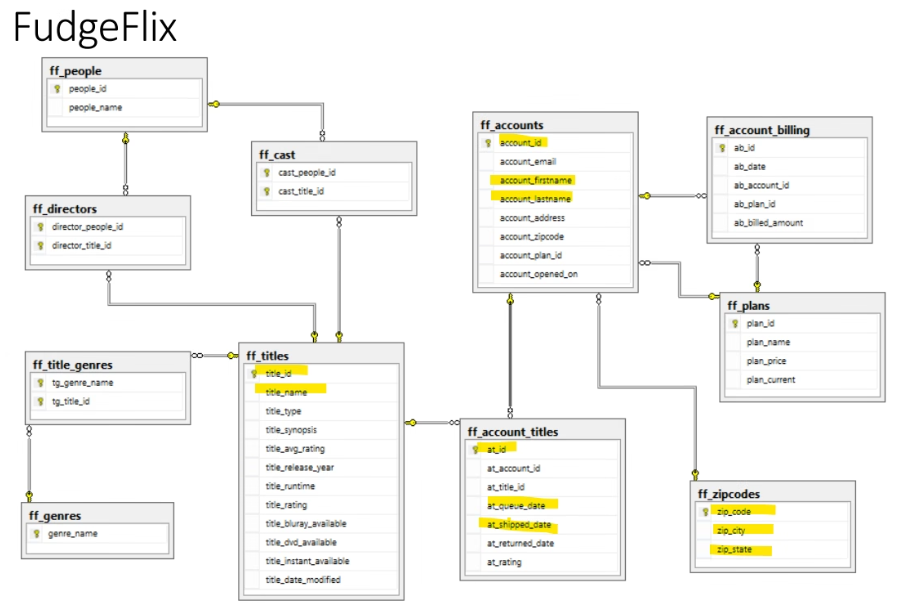 FudgeFlix
ff_people
people_id
people_name
ff_cast
cast_people_id
cast_title_id
ff_directors
director_people_id
director_title_id
ff_accounts
account_id
account_email
account_firstname
account_lastname
account_address
account_zipcode
account_plan_id
account_opened_on
ff_account_billing
ab_id
ab_date
ab_account_id
ab_plan_id
ab_billed_amount
ff_plans
plan_id
plan_name
plan_price
plan_current
ff_title_genres
tg_genre_name
tg_title_id
ff_titles
title_id
title_name
title_type
title_synopsis
title_avg_rating
title_release_year
title_runtime
title_rating
title_bluray_available
title_dvd_available
title_instant_available
title_date_modified
ff_account_titles
at_id
at_account_id
at_title_id
at_queue_date
at_shipped_date
at_returned_date
at_rating
ff_genres
genre_name
ff_zipcodes
zip_code
zip_city
zip_state